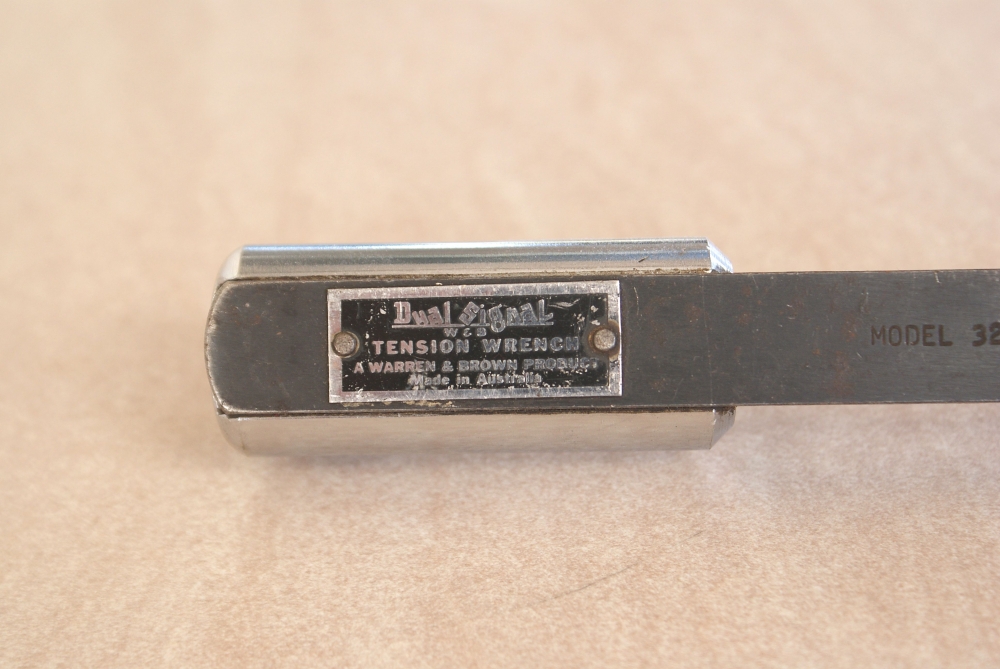 Dual Signal
W & B
TENSION WRENCH
A WARREN & BROWN PRODUCT
Made in Australia
MODEL 32